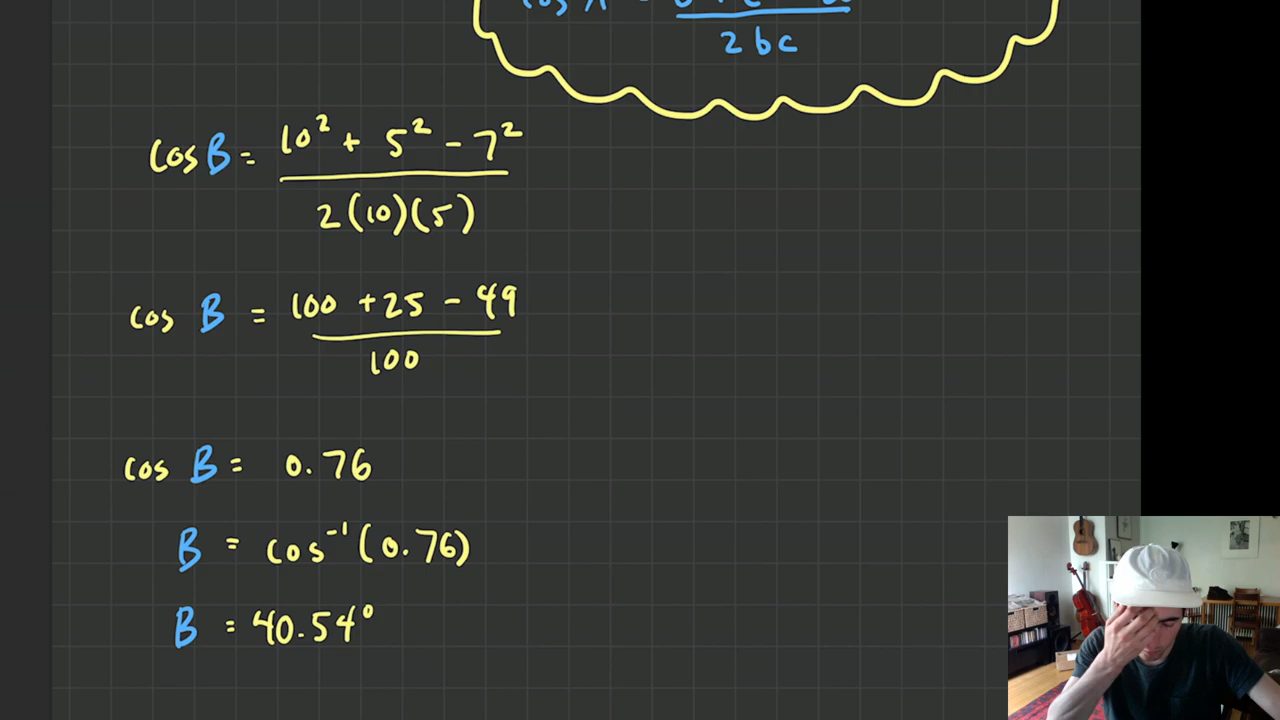 2bc
cos B = 10² + 5² - 7² / 2(10)(5)
cos B = 100 + 25 - 49 / 100
cos B = 0.76
B = cos⁻¹(0.76)
B = 40.54°